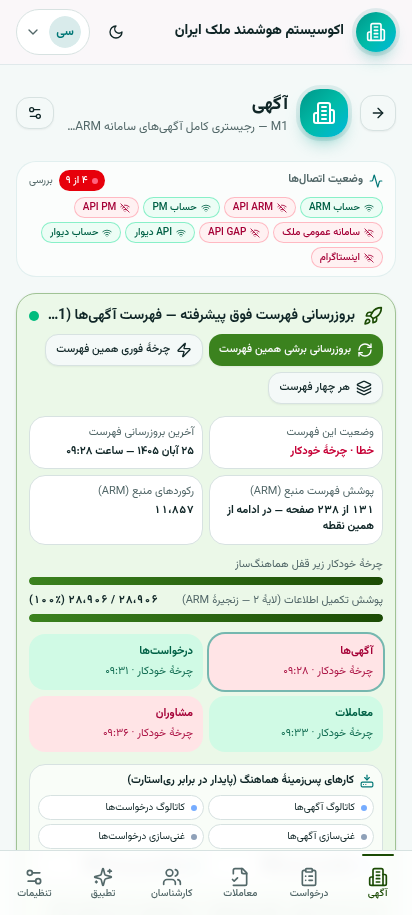 اکوسیستم هوشمند ملک ایران
سی
آگهی
M1 — رجیستری کامل آگهی‌های سامانه ARM...
وضعیت اتصال‌ها
۴ از ۹
بررسی
حساب ARM
API ARM
حساب PM
API PM
سامانه عمومی ملک
API GAP
API دیوار
حساب دیوار
اینستاگرام
بروزرسانی فهرست فوق پیشرفته — فهرست آگهی‌ها (1...
بروزرسانی برشی همین فهرست
چرخهٔ فوری همین فهرست
هر چهار فهرست
وضعیت این فهرست
خطا · چرخهٔ خودکار
آخرین بروزرسانی فهرست
۲۵ آبان ۱۴۰۵ — ساعت ۰۹:۲۸
پوشش فهرست منبع (ARM)
۱۳۱ از ۲۳۸ صفحه — در ادامه از
همین نقطه
رکوردهای منبع (ARM)
۱۱٬۸۵۷
چرخهٔ خودکار زیر قفل هماهنگ‌ساز
پوشش تکمیل اطلاعات (لایهٔ ۲ — زنجیرهٔ ARM)
۲۸٬۹۰۶ / ۲۸٬۹۰۶ (۱۰۰٪)
آگهی‌ها
چرخهٔ خودکار · ۰۹:۲۸
درخواست‌ها
چرخهٔ خودکار · ۰۹:۳۱
معاملات
چرخهٔ خودکار · ۰۹:۳۳
مشاوران
چرخهٔ خودکار · ۰۹:۳۶
کارهای پس‌زمینهٔ هماهنگ (پایدار در برابر ری‌استارت)
کاتالوگ آگهی‌ها
کاتالوگ درخواست‌ها
غنی‌سازی آگهی‌ها
غنی‌سازی درخواست‌ها
آگهی
درخواست
معاملات
کارشناسان
تطبیق
تنظیمات